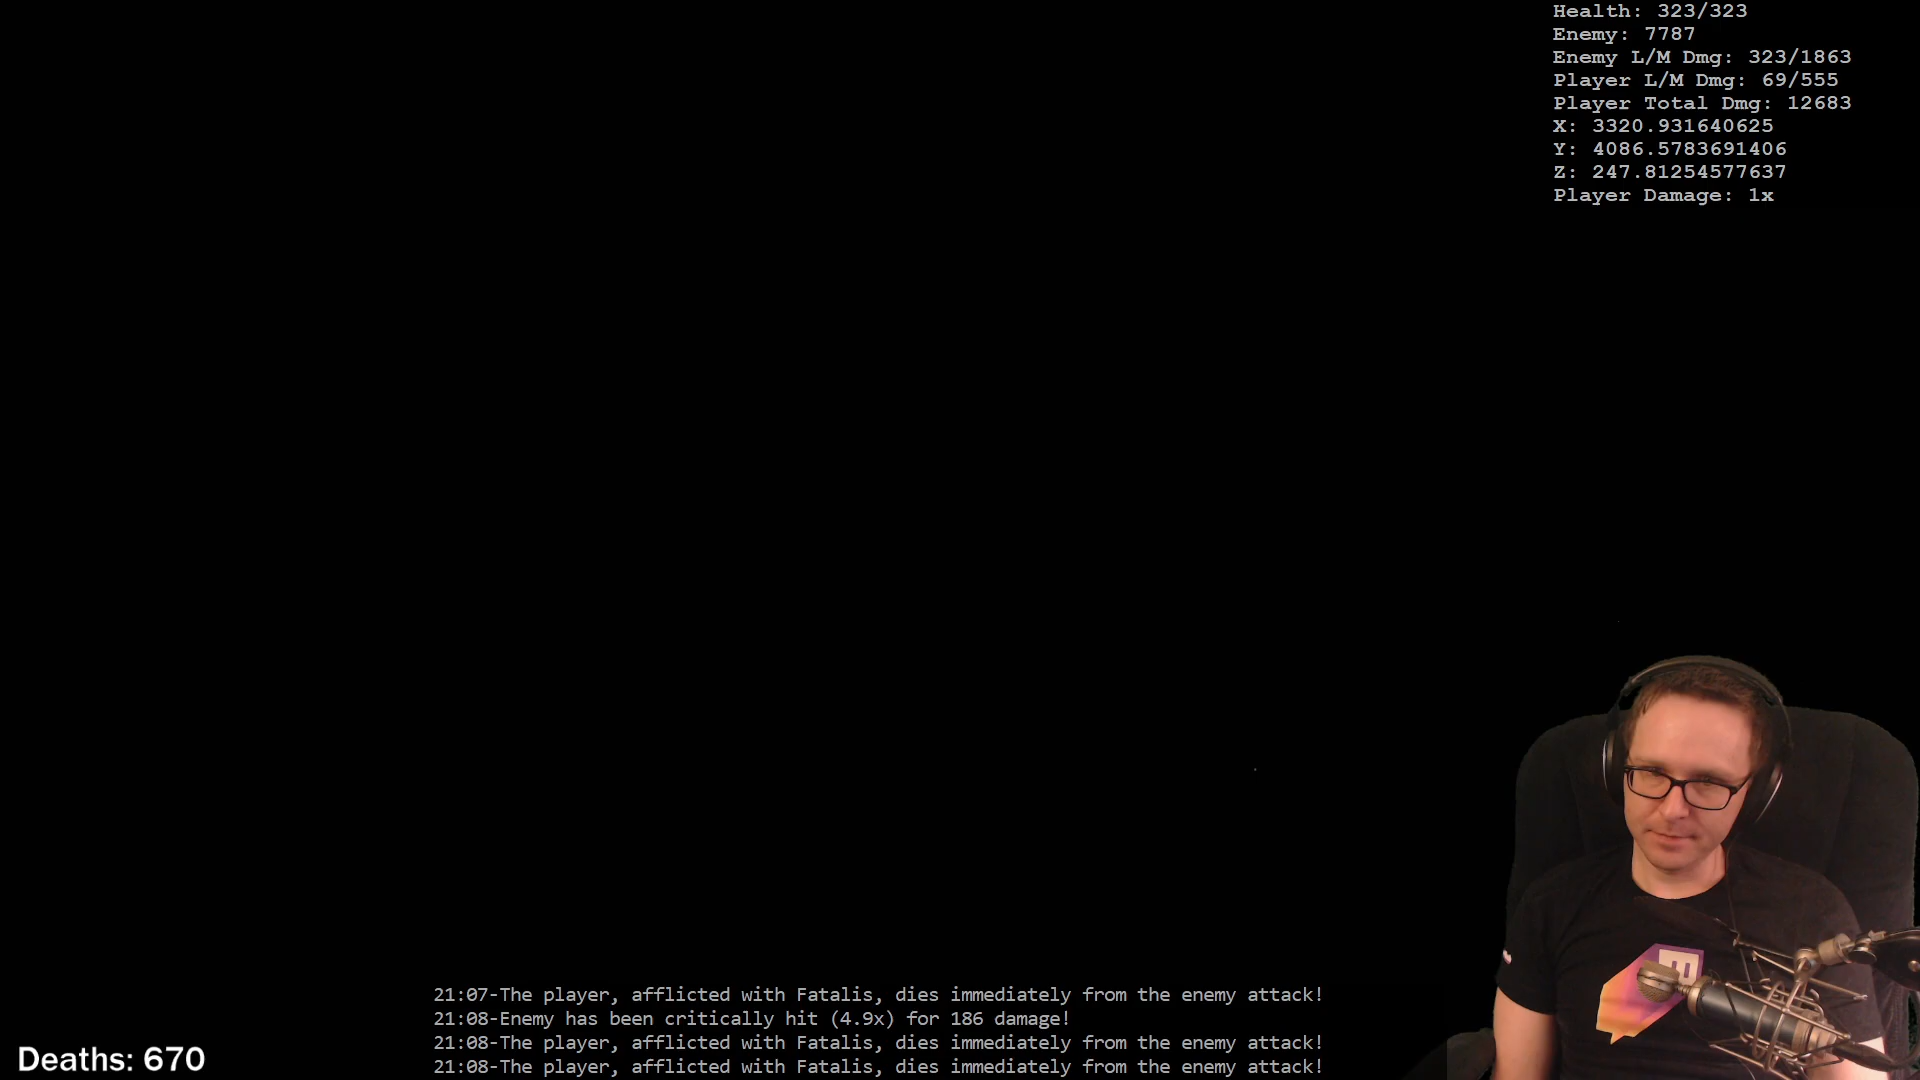 Health: 323/323
Enemy: 7787
Enemy L/M Dmg: 323/1863
Player L/M Dmg: 69/555
Player Total Dmg: 12683
X: 3320.931640625
Y: 4086.5783691406
Z: 247.81254577637
Player Damage: 1x
21:07-The player, afflicted with Fatalis, dies immediately from the enemy attack!
21:08-Enemy has been critically hit (4.9x) for 186 damage!
21:08-The player, afflicted with Fatalis, dies immediately from the enemy attack!
21:08-The player, afflicted with Fatalis, dies immediately from the enemy attack!
Deaths: 670